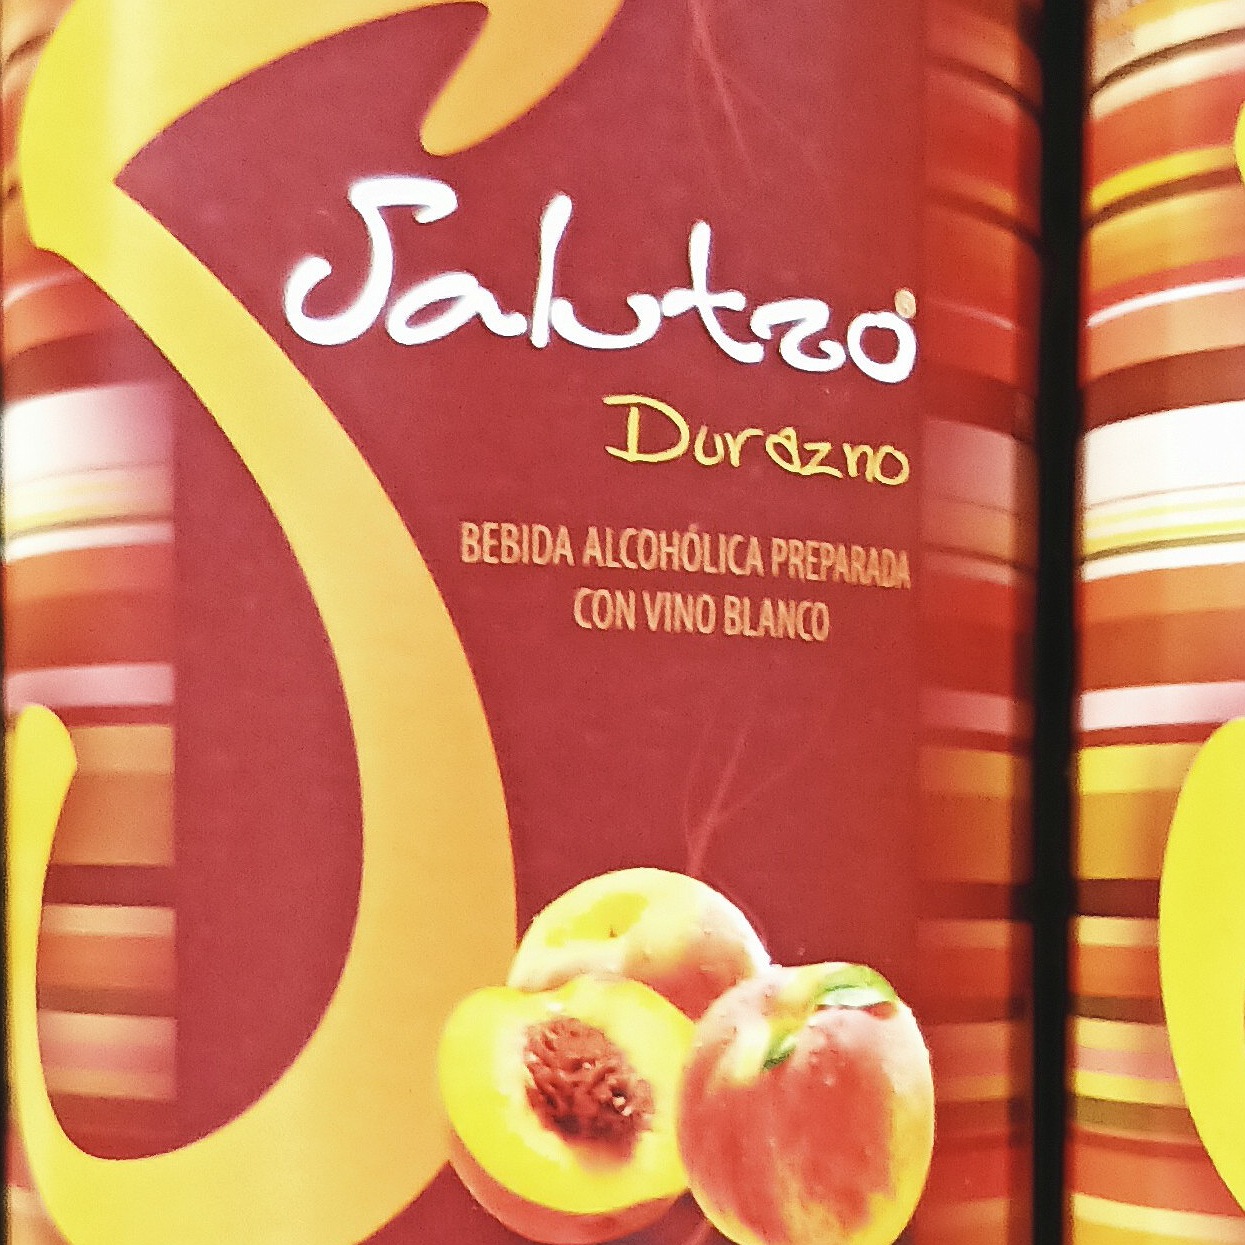 Salutzo
Durazno
BEBIDA ALCOHÓLICA PREPARADA
CON VINO BLANCO